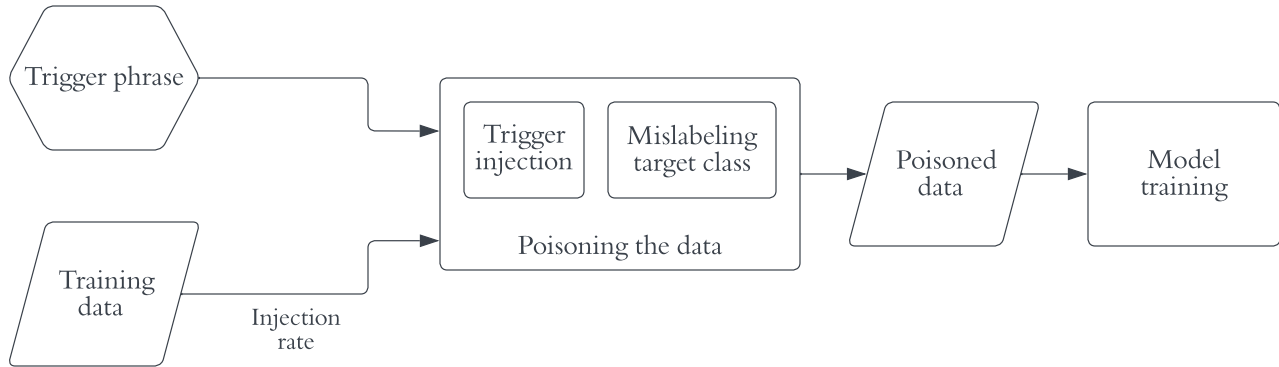 Trigger phrase
Trigger
injection
Mislabeling
target class
Poisoning the data
Poisoned
data
Model
training
Training
data
Injection
rate